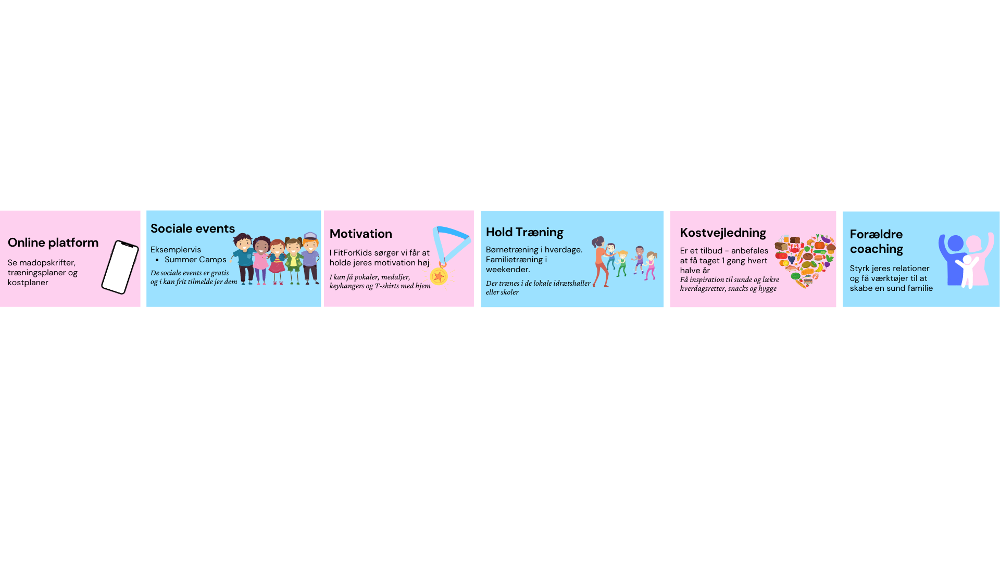 Online platform
Se madopskrifter,
træningsplaner og
kostplaner
Sociale events
Eksemplervis
• Summer Camps
De sociale events er gratis
og i kan frit tilmelde jer dem
Motivation
I FitForKids sørger vi får at
holde jeres motivation høj
I kan få pokaler, medaljer,
keyhangers og T-shirts med hjem
Hold Træning
Børnetræning i hverdage.
Familietræning i
weekender.
Der trænes i de lokale idrætshaller
eller skoler
Kostvejledning
Er et tilbud - anbefales
at få taget 1 gang hvert
halve år
Få inspiration til sunde og lækre
hverdagsretter, snacks og hygge
Forældre
coaching
Styrk jeres relationer
og få værktøjer til at
skabe en sund familie